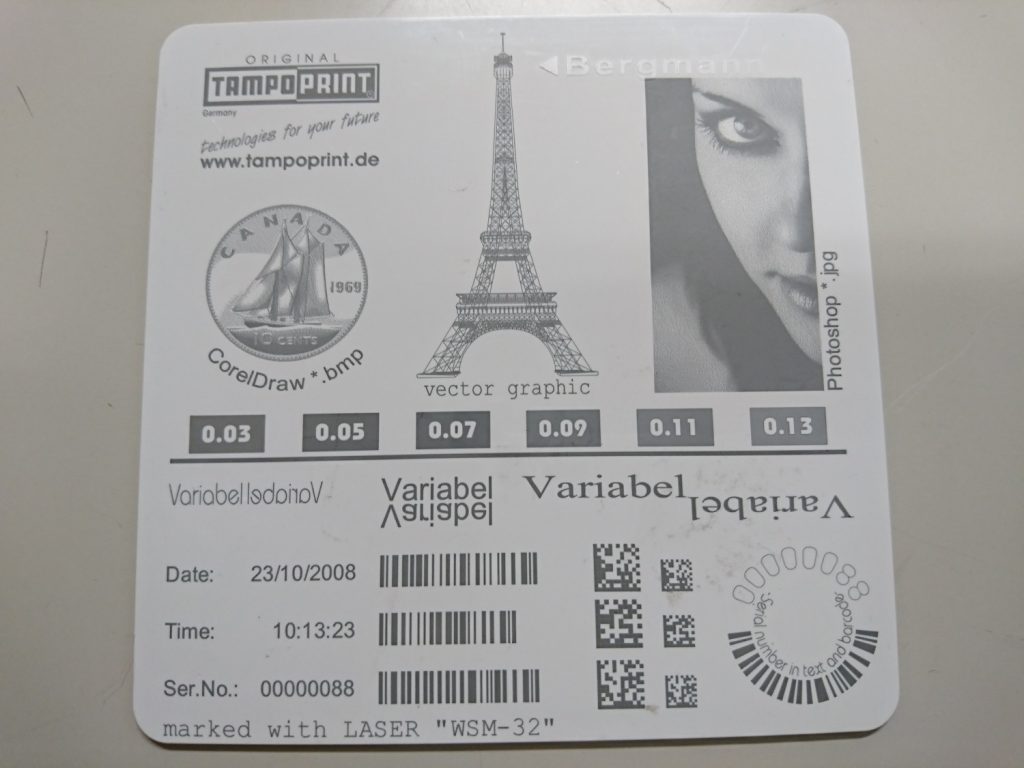 ORIGINAL
TAMPOPRINT
Germany
technologies for your future
www.tampoprint.de
Bergmann
CANADA
1969
10 CENTS
CorelDraw *.bmp
vector graphic
Photoshop *.jpg
0.03 0.05 0.07 0.09 0.11 0.13
Variabel Variabel Variabel Variabel
Variabel Variabel
Date: 23/10/2008
Time: 10:13:23
Ser.No.: 00000088
00000088
Serial number in text and barcode
marked with LASER "WSM-32"